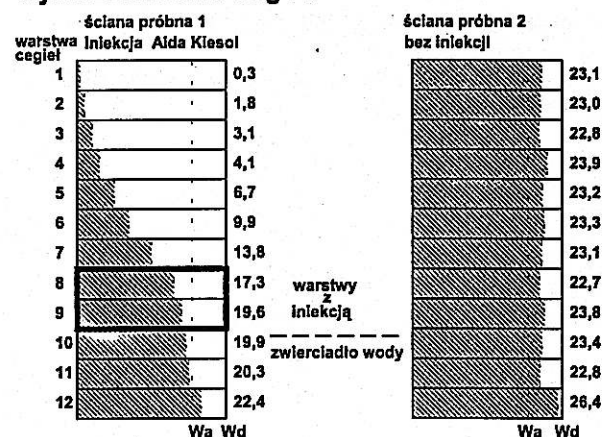 ściana próbna 1
Iniekcja Aida Kiesol
warstwa
cegieł
ściana próbna 2
bez iniekcji
1 0,3 23,1
2 1,8 23,0
3 3,1 22,8
4 4,1 23,9
5 6,7 23,2
6 9,9 23,3
7 13,8 23,1
8 17,3 22,7
9 19,6 23,8
10 19,9 23,4
11 20,3 22,8
12 22,4 26,4
warstwy
z
iniekcją
zwierciadło wody
Wa Wd
Wa Wd